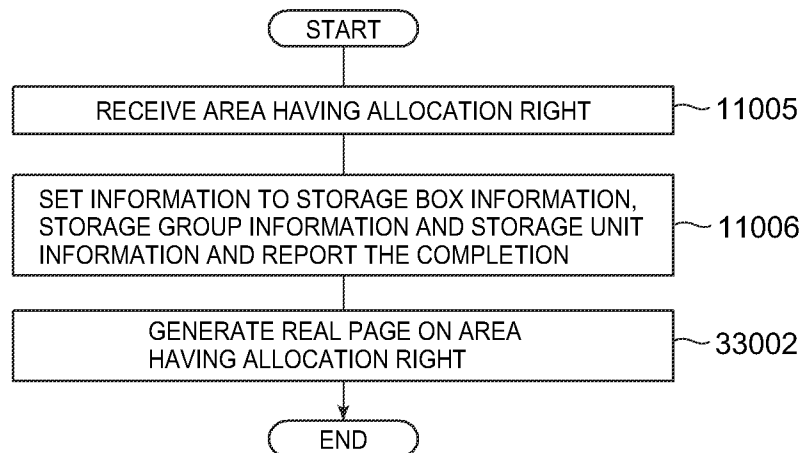 START
RECEIVE AREA HAVING ALLOCATION RIGHT
11005
SET INFORMATION TO STORAGE BOX INFORMATION,
STORAGE GROUP INFORMATION AND STORAGE UNIT
INFORMATION AND REPORT THE COMPLETION
11006
GENERATE REAL PAGE ON AREA
HAVING ALLOCATION RIGHT
33002
END